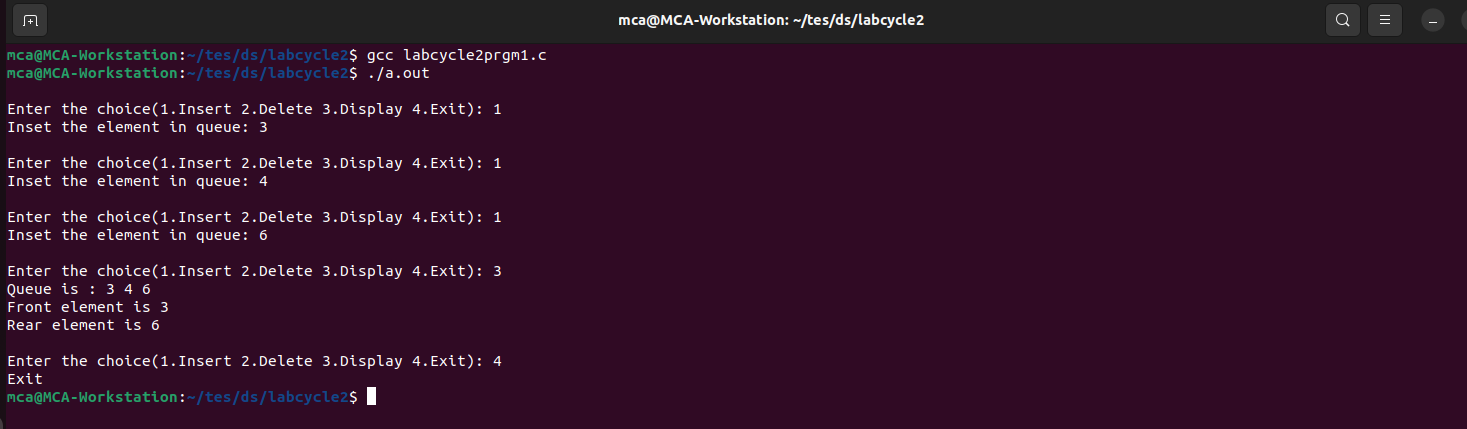 mca@MCA-Workstation: ~/tes/ds/labcycle2
mca@MCA-Workstation:~/tes/ds/labcycle2$ gcc labcycle2prgm1.c
mca@MCA-Workstation:~/tes/ds/labcycle2$ ./a.out
Enter the choice(1.Insert 2.Delete 3.Display 4.Exit): 1
Inset the element in queue: 3
Enter the choice(1.Insert 2.Delete 3.Display 4.Exit): 1
Inset the element in queue: 4
Enter the choice(1.Insert 2.Delete 3.Display 4.Exit): 1
Inset the element in queue: 6
Enter the choice(1.Insert 2.Delete 3.Display 4.Exit): 3
Queue is : 3 4 6
Front element is 3
Rear element is 6
Enter the choice(1.Insert 2.Delete 3.Display 4.Exit): 4
Exit
mca@MCA-Workstation:~/tes/ds/labcycle2$